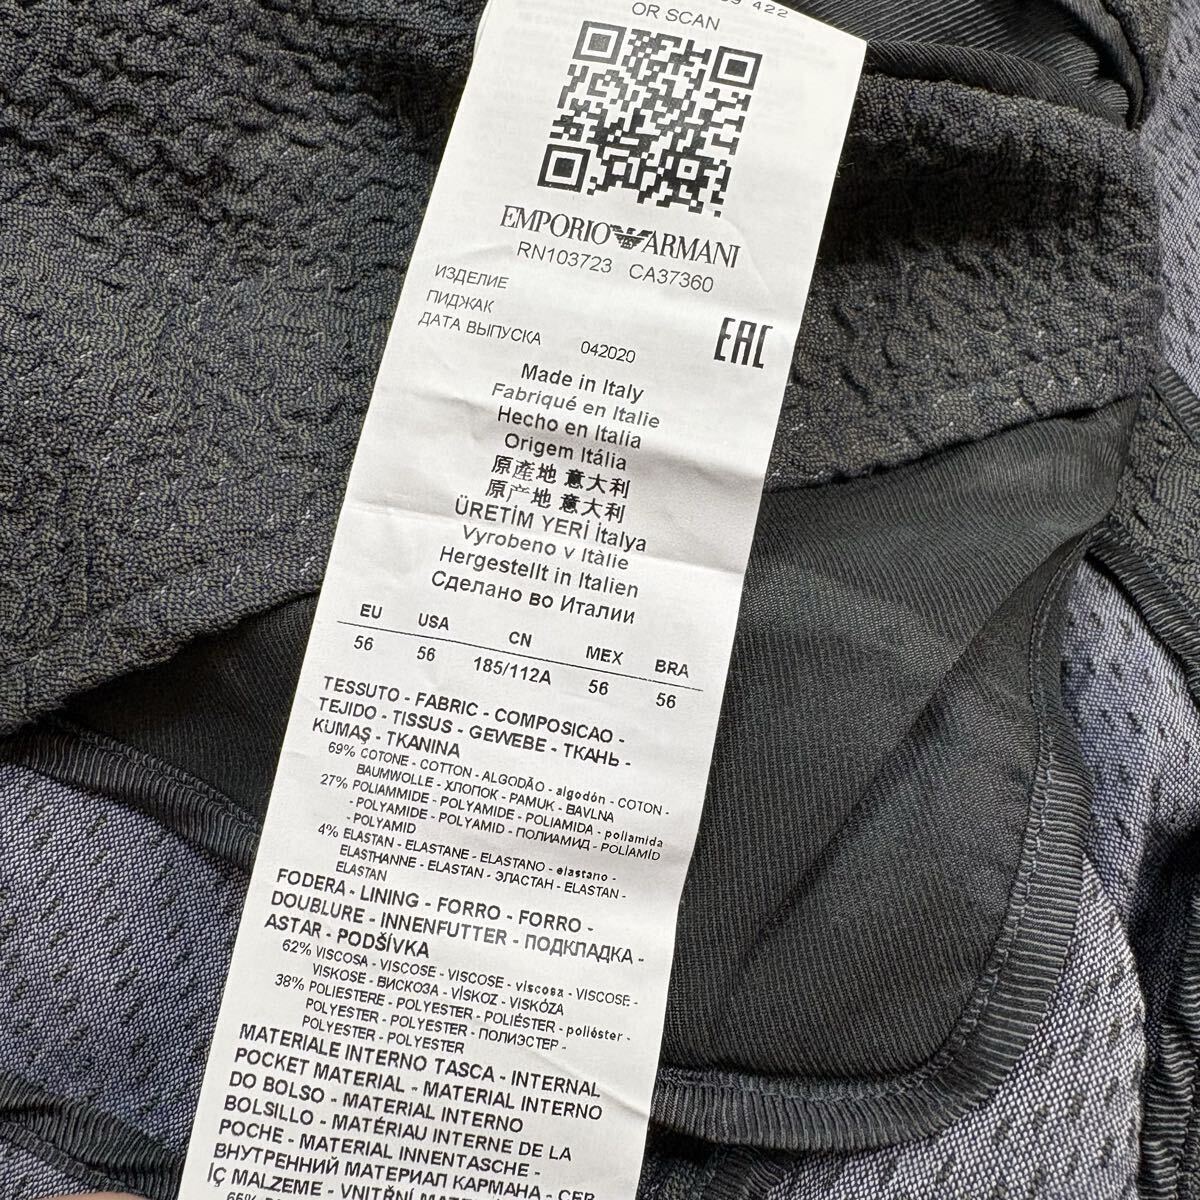 422
OR SCAN
EMPORIO ARMANI
RN103723 CA37360
ИЗДЕЛИЕ
ПИДЖАК
ДАТА ВЫПУСКА 042020
EAC
Made in Italy
Fabriqué en Italie
Hecho en Italia
Origem Itália
原產地 意大利
原产地 意大利
ÜRETİM YERİ İtalya
Vyrobeno v Itàlie
Hergestellt in Italien
Сделано во Италии
EU USA CN MEX BRA
56 56 185/112A 56 56
TESSUTO - FABRIC - COMPOSICAO -
TEJIDO - TISSUS - GEWEBE - ТКАНЬ -
KUMAŞ - TKANINA
69% COTONE - COTTON - ALGODÃO - algodón - COTON -
BAUMWOLLE - ХЛОПОК - PAMUK - BAVLNA
27% POLIAMMIDE - POLYAMIDE - POLIAMIDA - poliamida
- POLYAMIDE - POLYAMID - ПОЛИАМИД - POLIAMİD
- POLYAMID
4% ELASTAN - ELASTANE - ELASTANO - elastano -
ELASTHANNE - ELASTAN - ЭЛАСТАН - ELASTAN -
ELASTAN
FODERA - LINING - FORRO - FORRO -
DOUBLURE - INNENFUTTER - ПОДКЛАДКА -
ASTAR - PODŠÍVKA
62% VISCOSA - VISCOSE - VISCOSE - viscosa - VISCOSE -
VISKOSE - ВИСКОЗА - VİSKOZ - VISKÓZA
38% POLIESTERE - POLYESTER - POLIÉSTER - poliéster -
POLYESTER - POLYESTER - ПОЛИЭСТЕР -
POLYESTER - POLYESTER
MATERIALE INTERNO TASCA - INTERNAL
POCKET MATERIAL - MATERIAL INTERNO
DO BOLSO - MATERIAL INTERNO
BOLSILLO - MATÉRIAU INTERNE DE LA
POCHE - MATERIAL INNENTASCHE -
ВНУТРЕННИЙ МАТЕРИАЛ КАРМАНА - CEP
İÇ MALZEME - VNITŘNÍ
65%